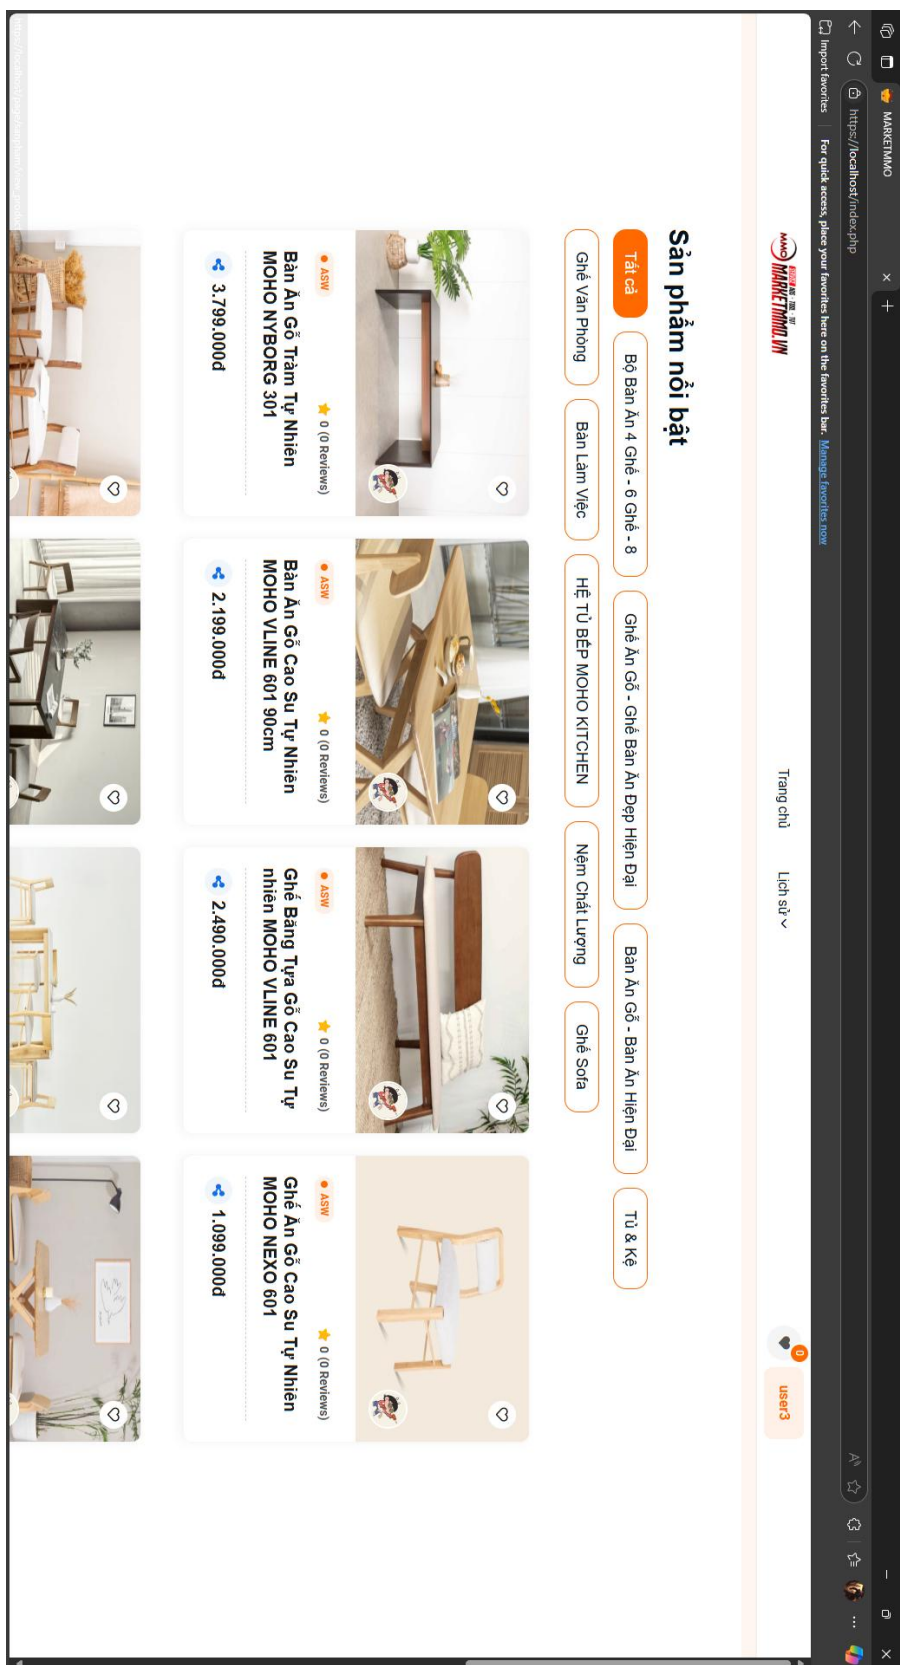 MARKETMMO
https://localhost/index.php
Import favorites
For quick access, place your favorites here on the favorites bar. Manage favorites now
MMO
MARKETMMO.VN
Trang chủ
Lịch sử
0
user3
Sản phẩm nổi bật
Tất cả
Bộ Bàn Ăn 4 Ghế - 6 Ghế - 8
Ghế Ăn Gỗ - Ghế Bàn Ăn Đẹp Hiện Đại
Bàn Ăn Gỗ - Bàn Ăn Hiện Đại
Tủ & Kệ
Ghế Văn Phòng
Bàn Làm Việc
HỆ TỦ BẾP MOHO KITCHEN
Nệm Chất Lượng
Ghế Sofa
ASW
0 (0 Reviews)
Bàn Ăn Gỗ Tràm Tự Nhiên
MOHO NYBORG 301
3.799.000đ
ASW
0 (0 Reviews)
Bàn Ăn Gỗ Cao Su Tự Nhiên
MOHO VLINE 601 90cm
2.199.000đ
ASW
0 (0 Reviews)
Ghế Băng Tựa Gỗ Cao Su Tự
nhiên MOHO VLINE 601
2.490.000đ
ASW
0 (0 Reviews)
Ghế Ăn Gỗ Cao Su Tự Nhiên
MOHO NEXO 601
1.099.000đ